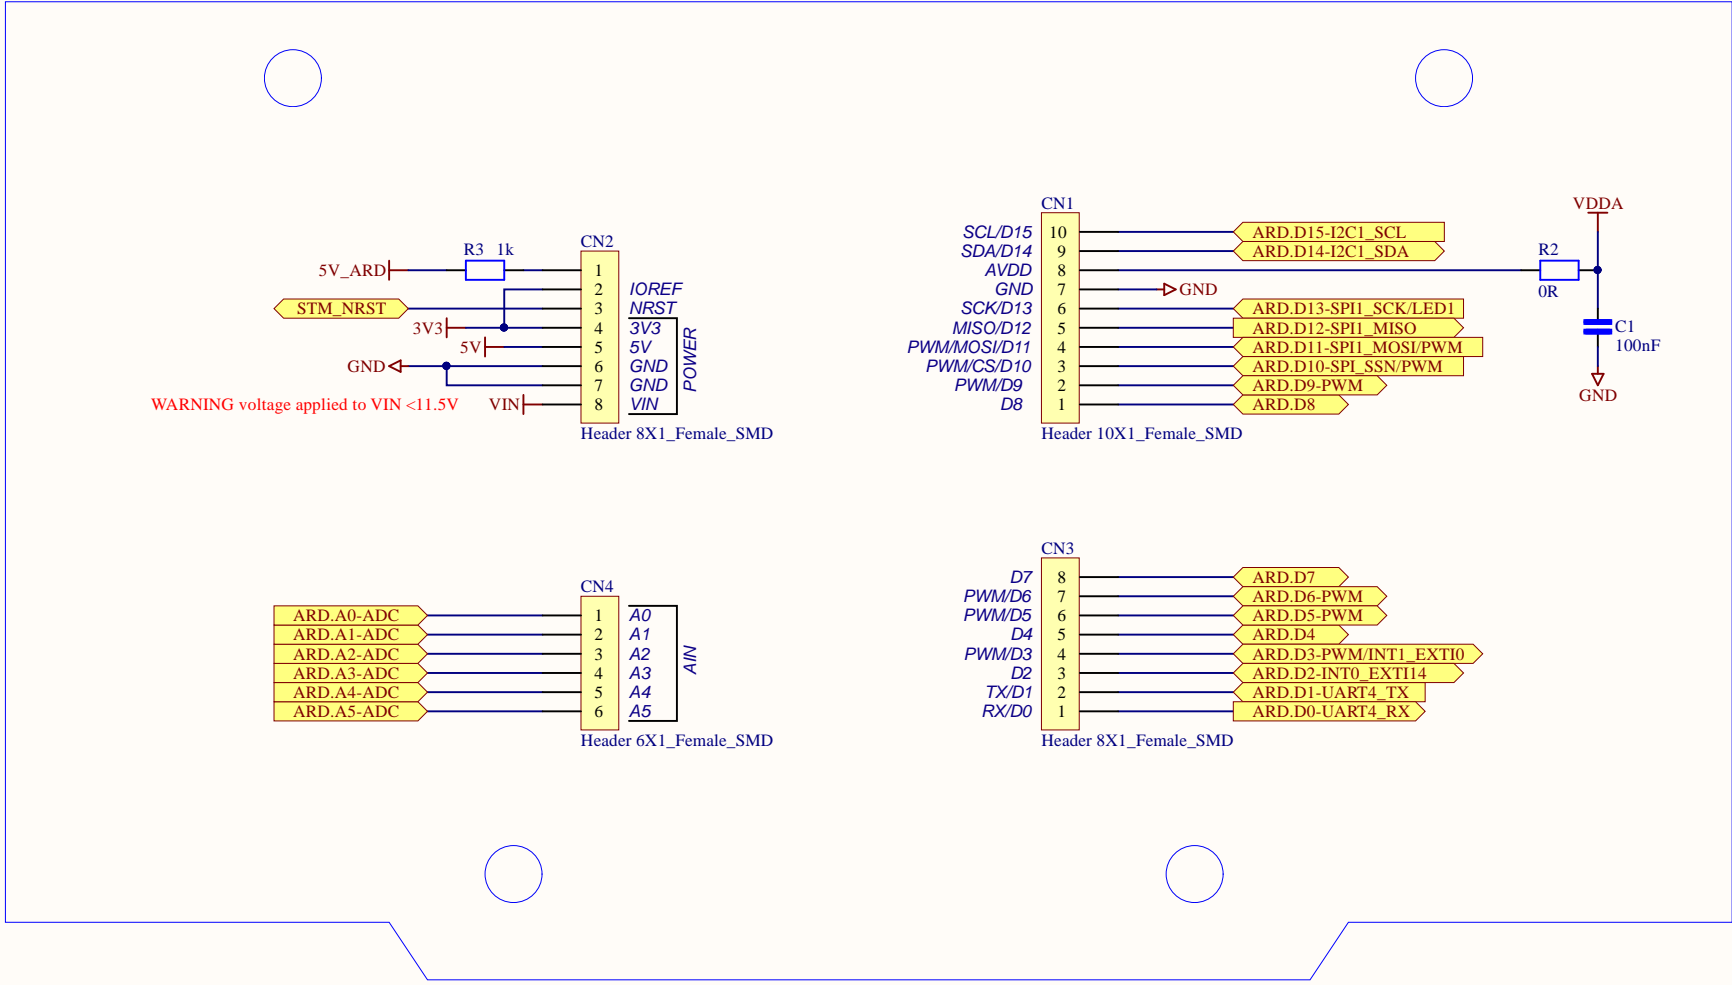 CN2
R3 1k
5V_ARD
1
2 IOREF
STM_NRST
3 NRST
3V3
4 3V3
5V
5 5V
GND
6 GND
7 GND
WARNING voltage applied to VIN <11.5V
VIN
8 VIN
POWER
Header 8X1_Female_SMD
CN1
SCL/D15 10 ARD.D15-I2C1_SCL
SDA/D14 9 ARD.D14-I2C1_SDA
AVDD 8
GND 7 GND
SCK/D13 6 ARD.D13-SPI1_SCK/LED1
MISO/D12 5 ARD.D12-SPI1_MISO
PWM/MOSI/D11 4 ARD.D11-SPI1_MOSI/PWM
PWM/CS/D10 3 ARD.D10-SPI_SSN/PWM
PWM/D9 2 ARD.D9-PWM
D8 1 ARD.D8
Header 10X1_Female_SMD
VDDA
R2
0R
C1
100nF
GND
CN4
ARD.A0-ADC 1 A0
ARD.A1-ADC 2 A1
ARD.A2-ADC 3 A2
ARD.A3-ADC 4 A3
ARD.A4-ADC 5 A4
ARD.A5-ADC 6 A5
AIN
Header 6X1_Female_SMD
CN3
D7 8 ARD.D7
PWM/D6 7 ARD.D6-PWM
PWM/D5 6 ARD.D5-PWM
D4 5 ARD.D4
PWM/D3 4 ARD.D3-PWM/INT1_EXTI0
D2 3 ARD.D2-INT0_EXTI14
TX/D1 2 ARD.D1-UART4_TX
RX/D0 1 ARD.D0-UART4_RX
Header 8X1_Female_SMD